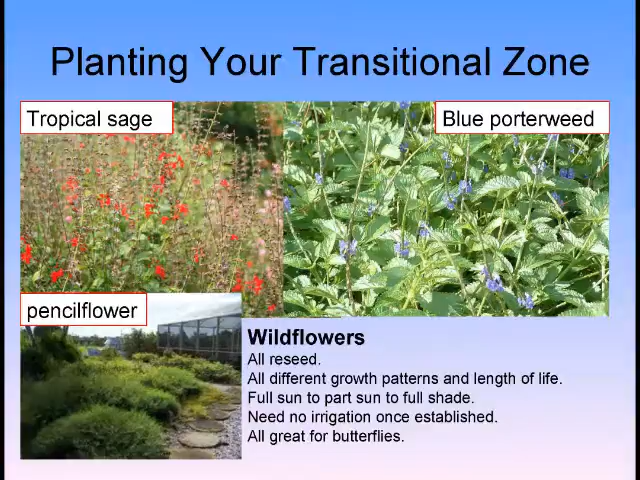 Planting Your Transitional Zone
Tropical sage
Blue porterweed
pencilflower
Wildflowers
All reseed.
All different growth patterns and length of life.
Full sun to part sun to full shade.
Need no irrigation once established.
All great for butterflies.